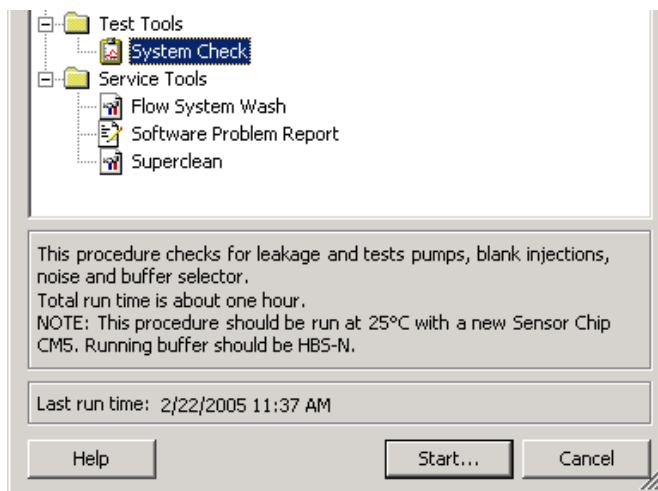 Test Tools
System Check
Service Tools
Flow System Wash
Software Problem Report
Superclean
This procedure checks for leakage and tests pumps, blank injections,
noise and buffer selector.
Total run time is about one hour.
NOTE: This procedure should be run at 25°C with a new Sensor Chip
CM5. Running buffer should be HBS-N.
Last run time: 2/22/2005 11:37 AM
Help Start... Cancel